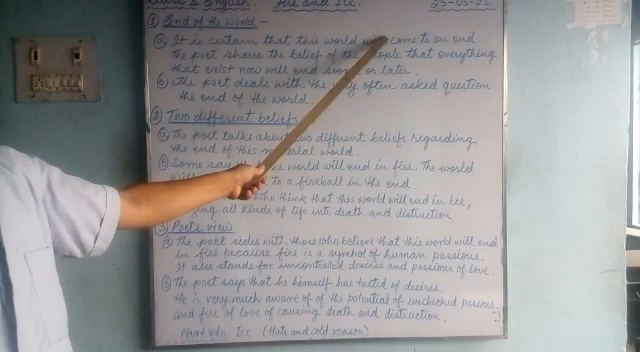 English. Fire and Ice. 25-05-21
① End of the World:-
ⓐ It is certain that this world will come to an end
The poet shares the belief of the people that everything
that exist now will end or later.
ⓑ The poet deals with the often asked question
the end of the world.
② Two different beliefs
ⓐ The poet talks about two different beliefs regarding
the end of this world.
ⓑ Some say the world will end in fire. The world
to a fireball in the end.
who think that this world will end in ice,
all kinds of life into death and distruction
③ Poets view
ⓐ The poet sides with those who believe that this world will end
in fire because fire is a symbol of human passions.
It also stands for uncontrolled desires and passions of love.
ⓑ The poet says that he himself has tasted of desires.
He is very much aware of of the potential of unchecked passions
and fire of love of causing death and distruction.
Next vdo Ice (Hate and cold reason)